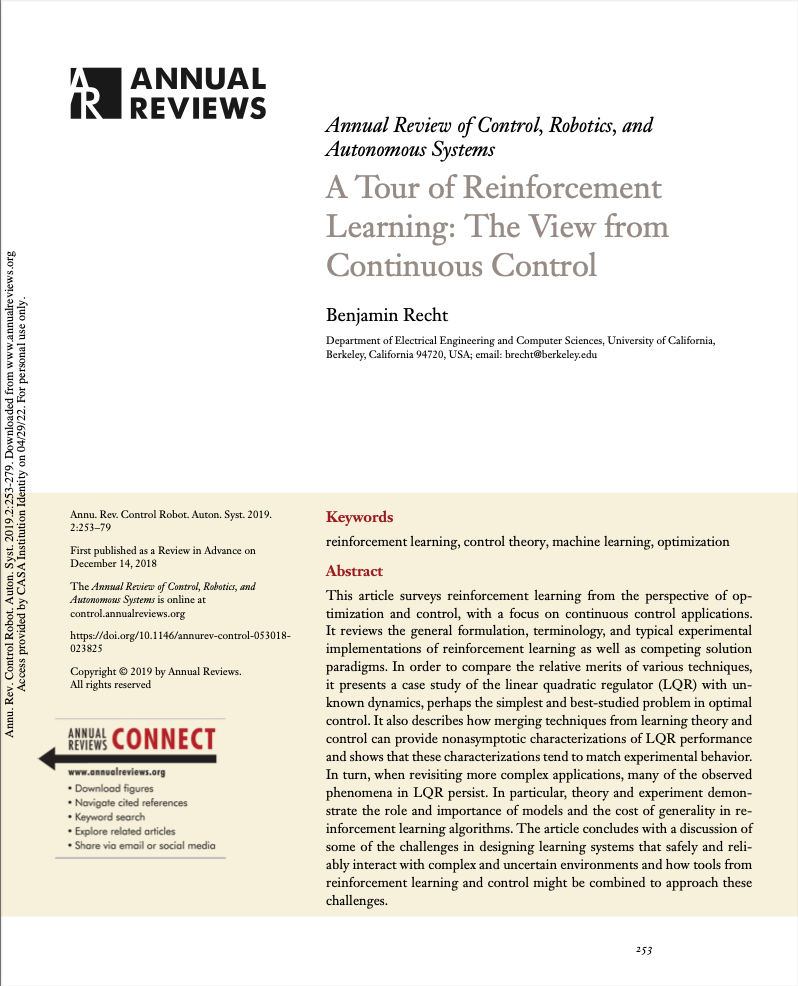 ANNUAL
REVIEWS
Annual Review of Control, Robotics, and
Autonomous Systems
A Tour of Reinforcement
Learning: The View from
Continuous Control
Benjamin Recht
Department of Electrical Engineering and Computer Sciences, University of California,
Berkeley, California 94720, USA; email: brecht@berkeley.edu
Annu. Rev. Control Robot. Auton. Syst. 2019.2:253-279. Downloaded from www.annualreviews.org
Access provided by CASA Institution Identity on 04/29/22. For personal use only.
Annu. Rev. Control Robot. Auton. Syst. 2019.
2:253–79
First published as a Review in Advance on
December 14, 2018
The Annual Review of Control, Robotics, and
Autonomous Systems is online at
control.annualreviews.org
https://doi.org/10.1146/annurev-control-053018-
023825
Copyright © 2019 by Annual Reviews.
All rights reserved
ANNUAL
REVIEWS CONNECT
www.annualreviews.org
• Download figures
• Navigate cited references
• Keyword search
• Explore related articles
• Share via email or social media
Keywords
reinforcement learning, control theory, machine learning, optimization
Abstract
This article surveys reinforcement learning from the perspective of op-
timization and control, with a focus on continuous control applications.
It reviews the general formulation, terminology, and typical experimental
implementations of reinforcement learning as well as competing solution
paradigms. In order to compare the relative merits of various techniques,
it presents a case study of the linear quadratic regulator (LQR) with un-
known dynamics, perhaps the simplest and best-studied problem in optimal
control. It also describes how merging techniques from learning theory and
control can provide nonasymptotic characterizations of LQR performance
and shows that these characterizations tend to match experimental behavior.
In turn, when revisiting more complex applications, many of the observed
phenomena in LQR persist. In particular, theory and experiment demon-
strate the role and importance of models and the cost of generality in re-
inforcement learning algorithms. The article concludes with a discussion of
some of the challenges in designing learning systems that safely and reli-
ably interact with complex and uncertain environments and how tools from
reinforcement learning and control might be combined to approach these
challenges.
253